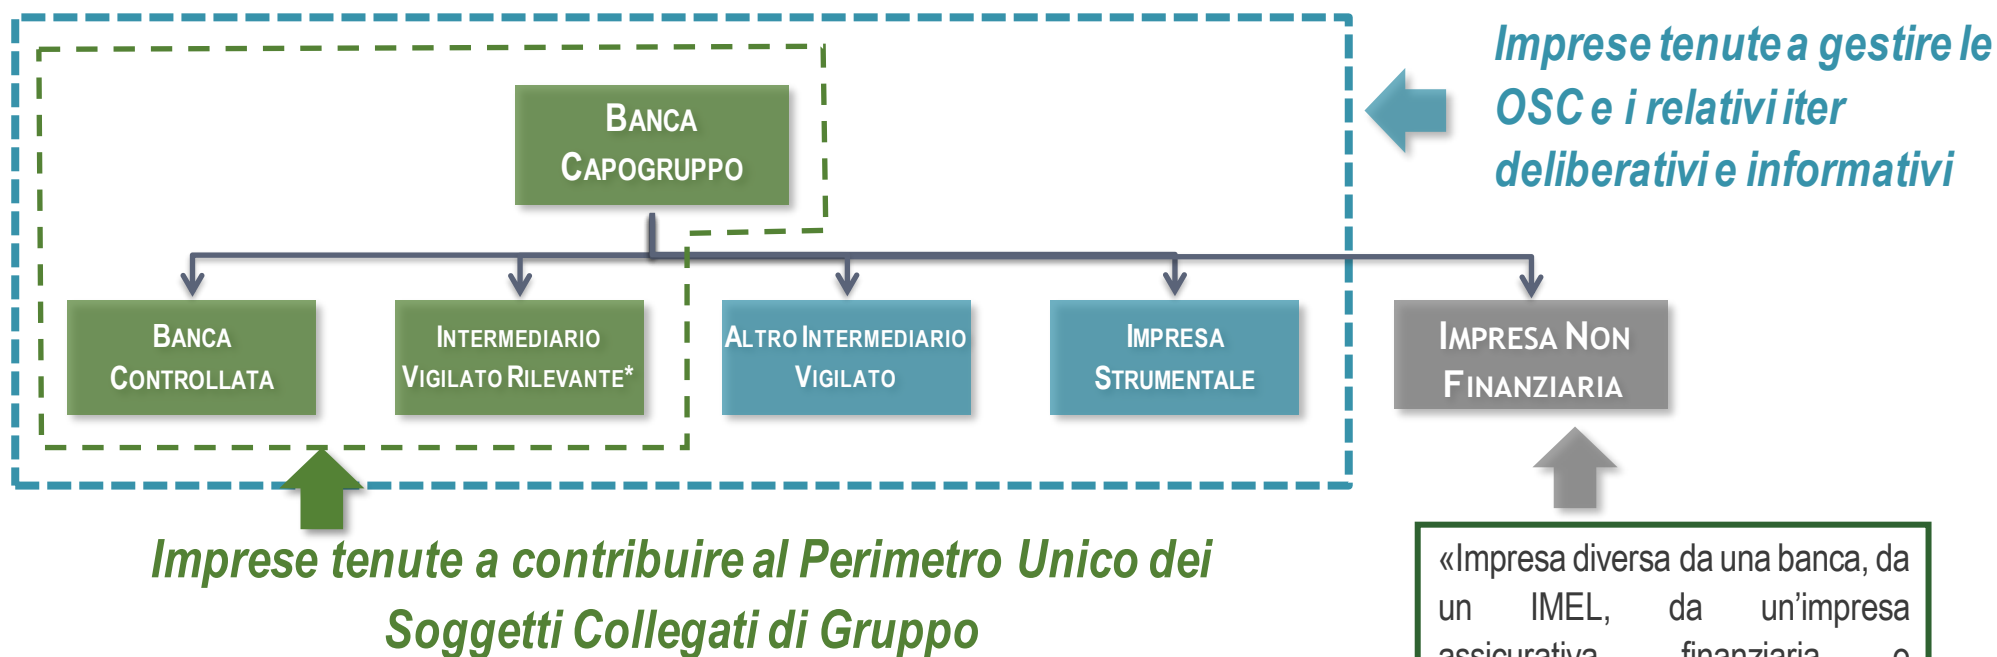 Imprese tenute a gestire le
OSC e i relativi iter
deliberativi e informativi
BANCA
CAPOGRUPPO
BANCA
CONTROLLATA
INTERMEDIARIO
VIGILATO RILEVANTE*
ALTRO INTERMEDIARIO
VIGILATO
IMPRESA
STRUMENTALE
IMPRESA NON
FINANZIARIA
Imprese tenute a contribuire al Perimetro Unico dei
Soggetti Collegati di Gruppo
«Impresa diversa da una banca, da
un IMEL, da un'impresa
assicurativa, finanziaria o